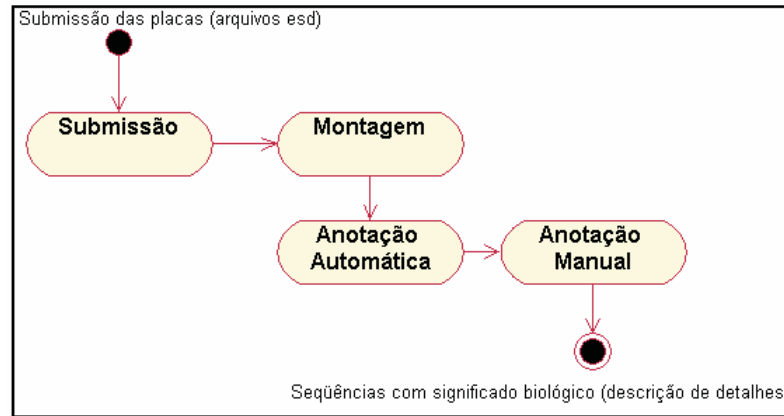 Submissão das placas (arquivos esd)
Submissão
Montagem
Anotação
Automática
Anotação
Manual
Seqüências com significado biológico (descrição de detalhes